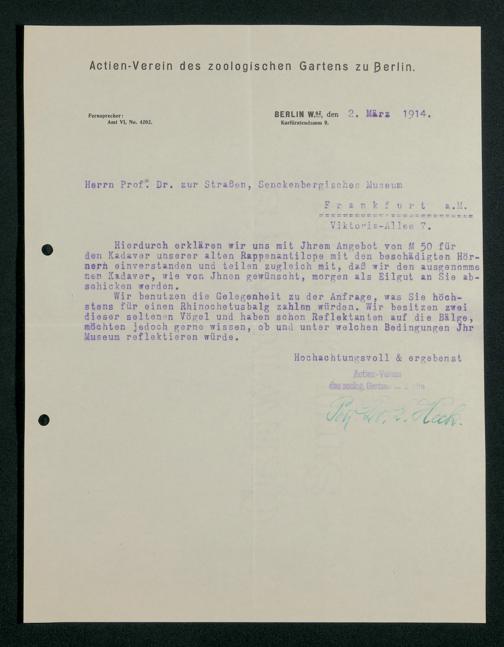 Actien-Verein des zoologischen Gartens zu Berlin.
Fernsprecher:
Amt VI, No. 4202.
BERLIN W.62, den 2. März 1914.
Kurfürstendamm 9.
Herrn Prof. Dr. zur Straßen, Senckenbergisches Museum
Frankfurt a.M.
Viktoria-Allee 7.
Hierdurch erklären wir uns mit Jhrem Angebot von M 50 für
den Kadaver unserer alten Rappenantilope mit den beschädigten Hör-
nern einverstanden und teilen zugleich mit, daß wir den ausgenomme
nen Kadaver, wie von Jhnen gewünscht, morgen als Eilgut an Sie ab-
schicken werden.
Wir benutzen die Gelegenheit zu der Anfrage, was Sie höch-
stens für einen Rhinochetusbalg zahlen würden. Wir besitzen zwei
dieser seltenen Vögel und haben schon Reflektanten auf die Bälge,
möchten jedoch gerne wissen, ob und unter welchen Bedingungen Jhr
Museum reflektieren würde.
Hochachtungsvoll & ergebenst
Actien-Verein
des zoolog. Gartens
Prof. Dr. L. Heck.